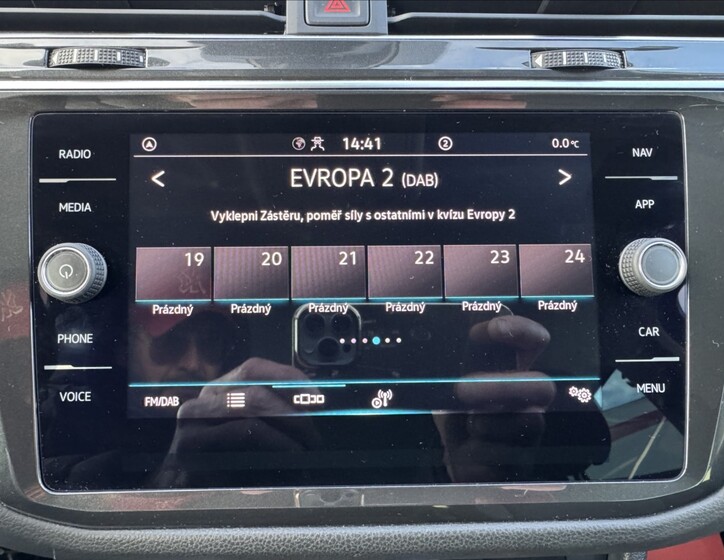 RADIO
MEDIA
PHONE
VOICE
14:41
2
0.0°C
< EVROPA 2 (DAB) >
Vyklepni Zástěru, poměř síly s ostatními v kvízu Evropy 2
19 20 21 22 23 24
Prázdný Prázdný Prázdný Prázdný Prázdný Prázdný
FM/DAB
NAV
APP
CAR
MENU